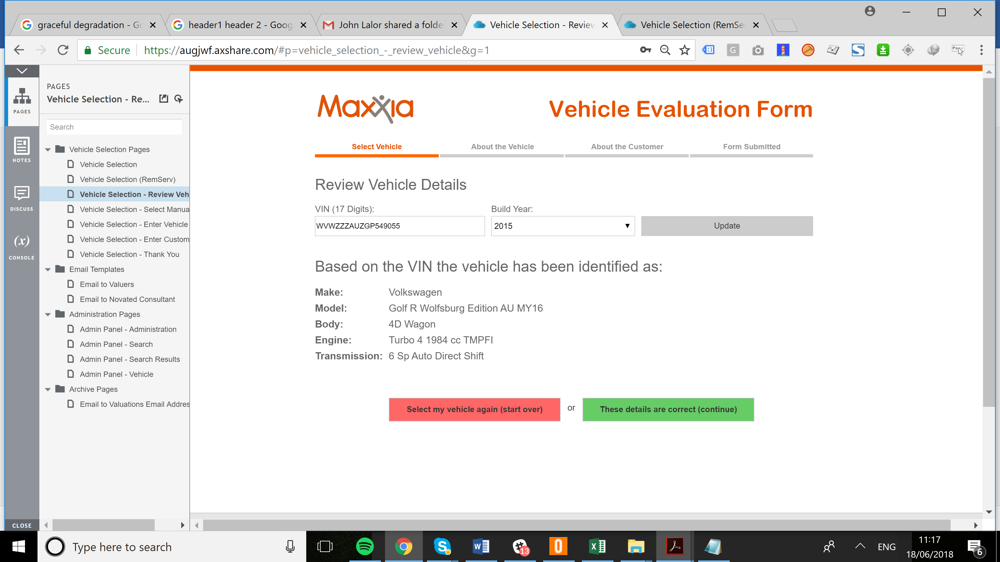 graceful degradation - Go
header1 header 2 - Goog
John Lalor shared a folde
Vehicle Selection - Review
Vehicle Selection (RemSer
Secure
https://augjwf.axshare.com/#p=vehicle_selection_-_review_vehicle&g=1
PAGES
NOTES
DISCUSS
(x)
CONSOLE
CLOSE
PAGES
Vehicle Selection - Re...
Search
Vehicle Selection Pages
Vehicle Selection
Vehicle Selection (RemServ)
Vehicle Selection - Review Veh
Vehicle Selection - Select Manua
Vehicle Selection - Enter Vehicle
Vehicle Selection - Enter Custom
Vehicle Selection - Thank You
Email Templates
Email to Valuers
Email to Novated Consultant
Administration Pages
Admin Panel - Administration
Admin Panel - Search
Admin Panel - Search Results
Admin Panel - Vehicle
Archive Pages
Email to Valuations Email Addres
Maxxia
Vehicle Evaluation Form
Select Vehicle
About the Vehicle
About the Customer
Form Submitted
Review Vehicle Details
VIN (17 Digits):
Build Year:
WVWZZZAUZGP549055
2015
Update
Based on the VIN the vehicle has been identified as:
Make: Volkswagen
Model: Golf R Wolfsburg Edition AU MY16
Body: 4D Wagon
Engine: Turbo 4 1984 cc TMPFI
Transmission: 6 Sp Auto Direct Shift
Select my vehicle again (start over)
or
These details are correct (continue)
Type here to search
13
ENG
11:17
18/06/2018
6